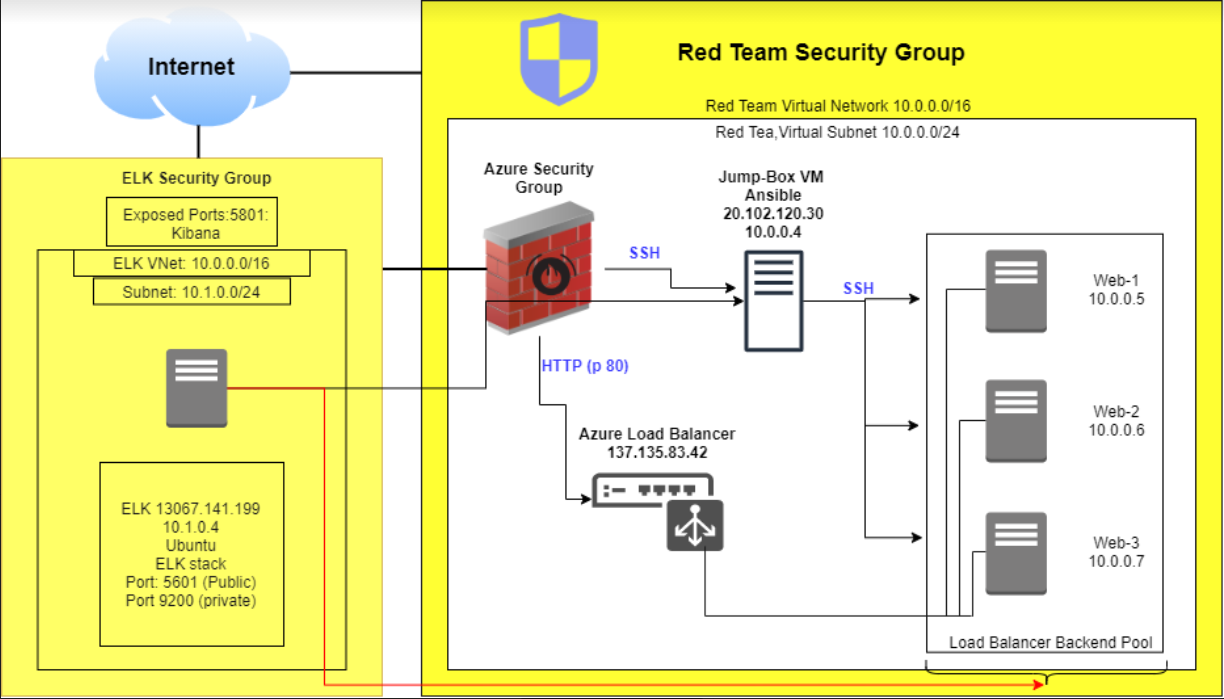 Internet
Red Team Security Group
Red Team Virtual Network 10.0.0.0/16
Red Tea,Virtual Subnet 10.0.0.0/24
ELK Security Group
Exposed Ports:5801:
Kibana
ELK VNet: 10.0.0.0/16
Subnet: 10.1.0.0/24
ELK 13067.141.199
10.1.0.4
Ubuntu
ELK stack
Port: 5601 (Public)
Port 9200 (private)
Azure Security
Group
SSH
HTTP (p 80)
Jump-Box VM
Ansible
20.102.120.30
10.0.0.4
SSH
Azure Load Balancer
137.135.83.42
Web-1
10.0.0.5
Web-2
10.0.0.6
Web-3
10.0.0.7
Load Balancer Backend Pool